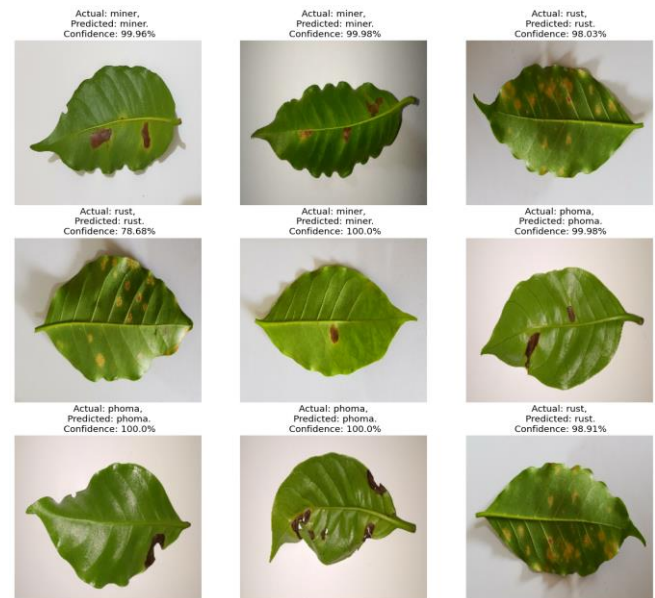 Actual: miner,
Predicted: miner.
Confidence: 99.96%
Actual: miner,
Predicted: miner.
Confidence: 99.98%
Actual: rust,
Predicted: rust.
Confidence: 98.03%
Actual: rust,
Predicted: rust.
Confidence: 78.68%
Actual: miner,
Predicted: miner.
Confidence: 100.0%
Actual: phoma,
Predicted: phoma.
Confidence: 99.98%
Actual: phoma,
Predicted: phoma.
Confidence: 100.0%
Actual: phoma,
Predicted: phoma.
Confidence: 100.0%
Actual: rust,
Predicted: rust.
Confidence: 98.91%